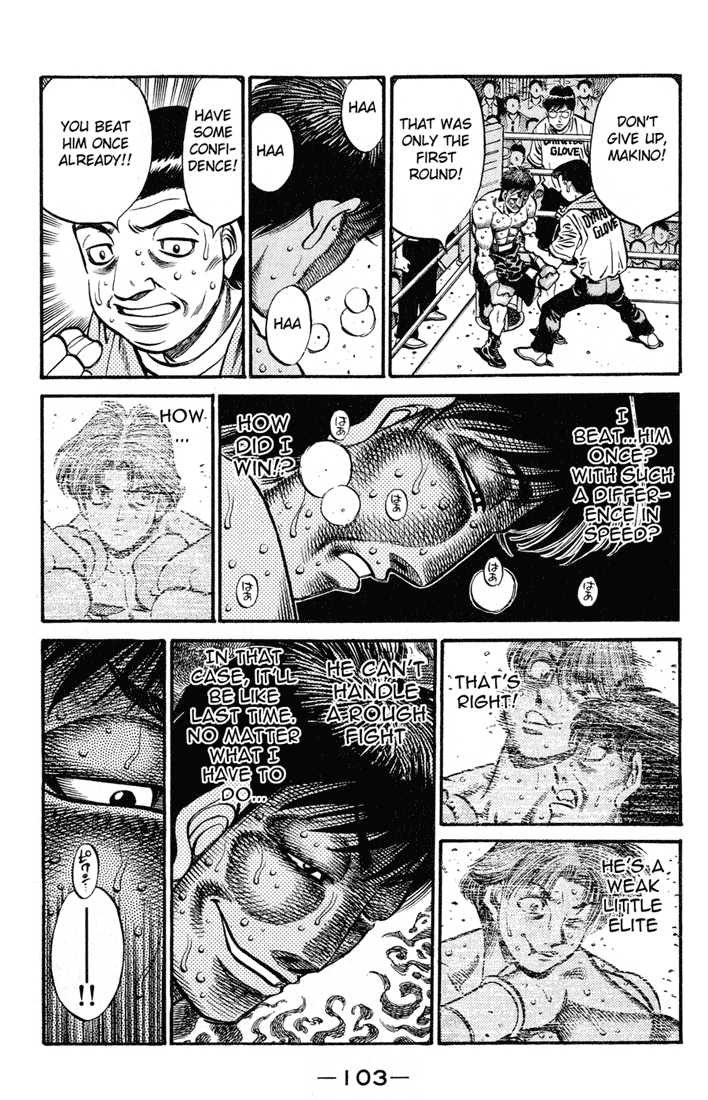 DON'T
GIVE UP,
MAKINO!
THAT WAS
ONLY THE
FIRST
ROUND!
GLOVE
GLOVE
HAA
HAA
HAA
HAVE
SOME
CONFI-
DENCE!
YOU BEAT
HIM ONCE
ALREADY!!
I
BEAT...HIM
ONCE?
WITH SUCH
A DIFFER-
ENCE IN
SPEED?
はぁ
はぁ
はぁ
はぁ
はぁ
HOW
DID I
WIN!?
HOW
...
THAT'S
RIGHT!
HE'S A
WEAK
LITTLE
ELITE
HE CAN'T
HANDLE
A ROUGH
FIGHT
IN THAT
CASE, IT'LL
BE LIKE
LAST TIME.
NO MATTER
WHAT I
HAVE TO
DO...
—!!
—103—